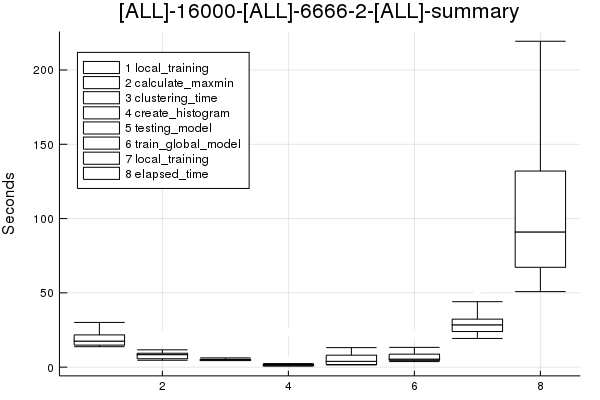 [ALL]-16000-[ALL]-6666-2-[ALL]-summary
200
150
100
50
0
Seconds
1 local_training
2 calculate_maxmin
3 clustering_time
4 create_histogram
5 testing_model
6 train_global_model
7 local_training
8 elapsed_time
2
4
6
8